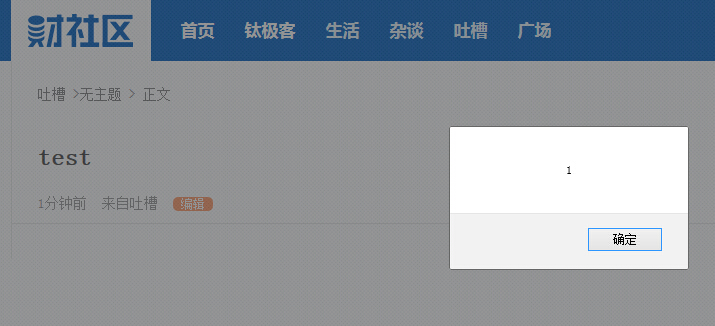 财社区 首页 钛极客 生活 杂谈 吐槽 广场
吐槽 >无主题 > 正文
test
1分钟前 来自吐槽 编辑
1
确定